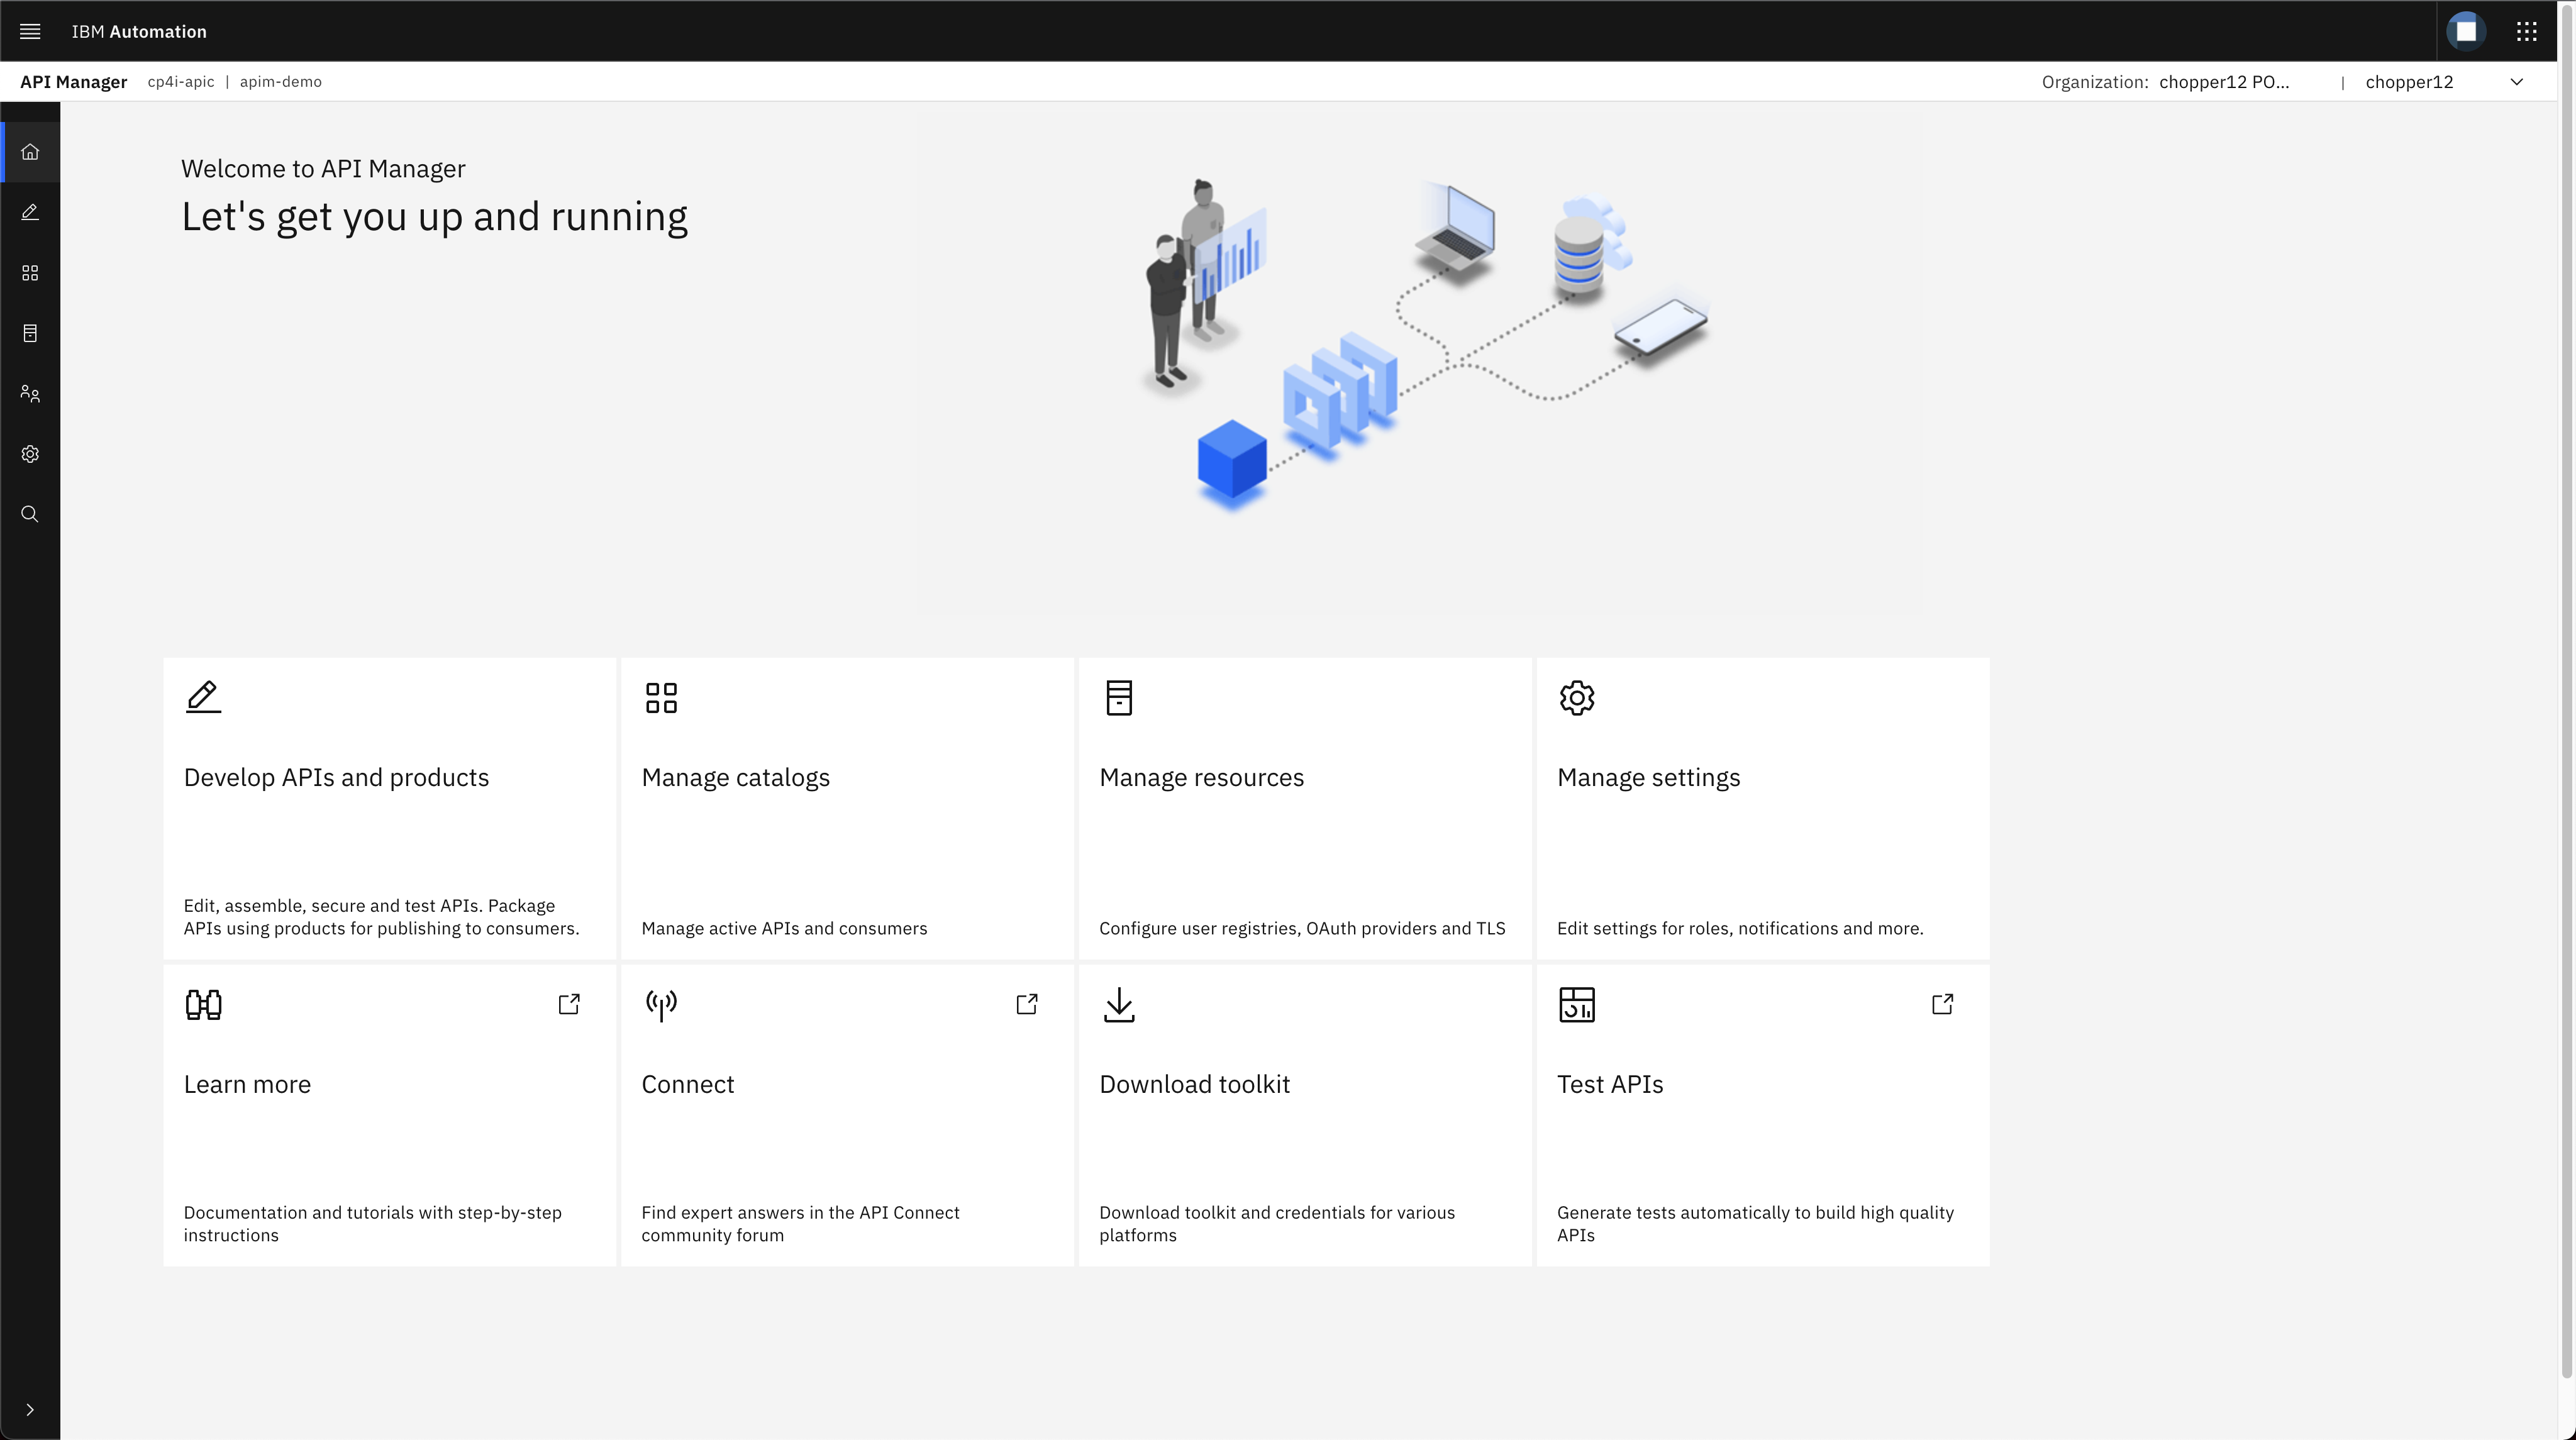 IBM Automation
API Manager cp4i-apic | apim-demo Organization: chopper12 PO... | chopper12
Welcome to API Manager
Let's get you up and running
Develop APIs and products
Edit, assemble, secure and test APIs. Package
APIs using products for publishing to consumers.
Manage catalogs
Manage active APIs and consumers
Manage resources
Configure user registries, OAuth providers and TLS
Manage settings
Edit settings for roles, notifications and more.
Learn more
Documentation and tutorials with step-by-step
instructions
Connect
Find expert answers in the API Connect
community forum
Download toolkit
Download toolkit and credentials for various
platforms
Test APIs
Generate tests automatically to build high quality
APIs